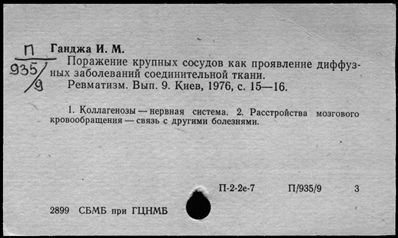 П Ганджа И. М.
935/9 Поражение крупных сосудов как проявление диффуз-
ных заболеваний соединительной ткани.
Ревматизм. Вып. 9. Киев, 1976, с. 15—16.
1. Коллагенозы — нервная система. 2. Расстройства мозгового
кровообращения — связь с другими болезнями.
П-2-2е-7 П/935/9 3
2899 СБМБ при ГЦНМБ